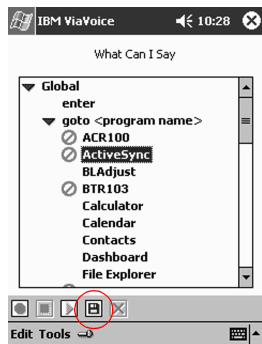 IBM ViaVoice 10:28
What Can I Say
Global
enter
goto <program name>
ACR100
ActiveSync
BLAdjust
BTR103
Calculator
Calendar
Contacts
Dashboard
File Explorer
Edit Tools